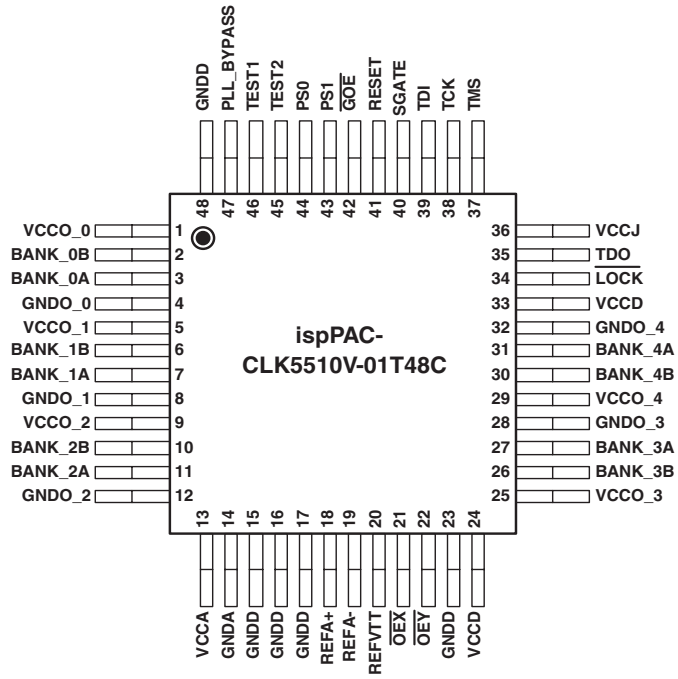 GNDD
PLL_BYPASS
TEST1
TEST2
PS0
PS1
GOE
RESET
SGATE
TDI
TCK
TMS
48 47 46 45 44 43 42 41 40 39 38 37
VCCO_0 1
BANK_0B 2
BANK_0A 3
GNDO_0 4
VCCO_1 5
BANK_1B 6
BANK_1A 7
GNDO_1 8
VCCO_2 9
BANK_2B 10
BANK_2A 11
GNDO_2 12
ispPAC-
CLK5510V-01T48C
36 VCCJ
35 TDO
34 LOCK
33 VCCD
32 GNDO_4
31 BANK_4A
30 BANK_4B
29 VCCO_4
28 GNDO_3
27 BANK_3A
26 BANK_3B
25 VCCO_3
13 14 15 16 17 18 19 20 21 22 23 24
VCCA
GNDA
GNDD
GNDD
GNDD
REFA+
REFA-
REFVTT
OEX
OEY
GNDD
VCCD